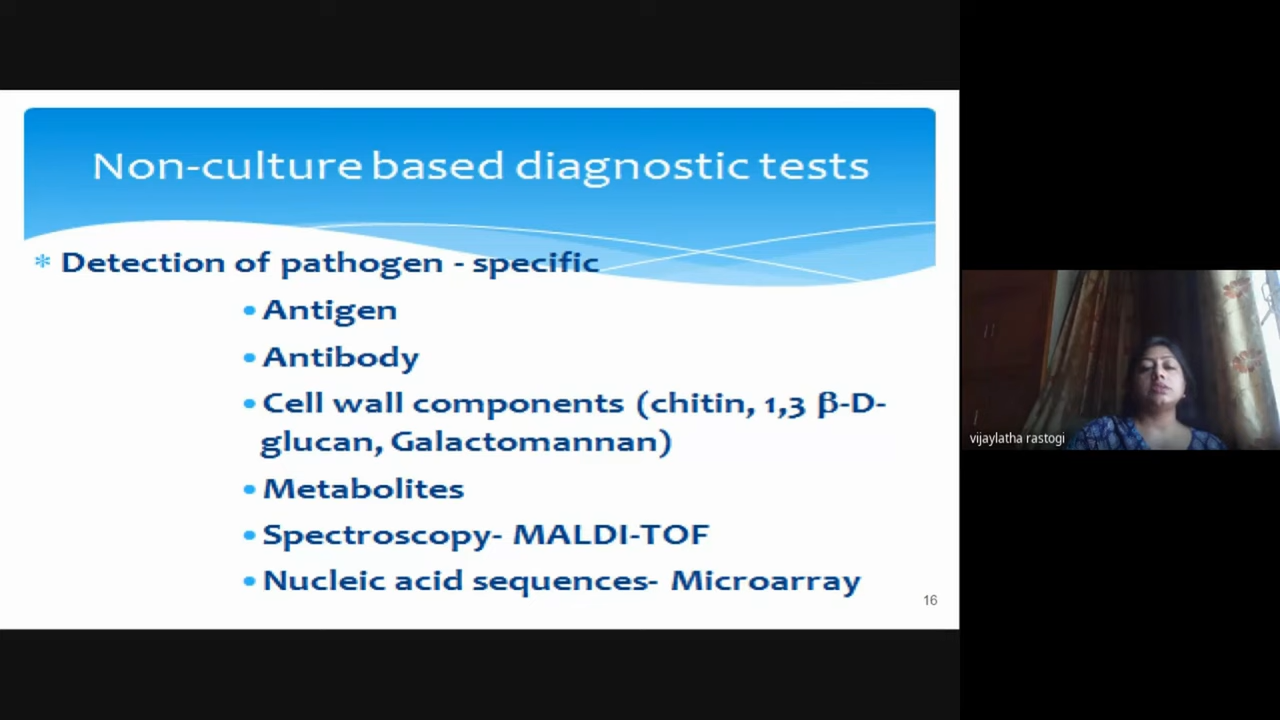 Non-culture based diagnostic tests
* Detection of pathogen - specific
• Antigen
• Antibody
• Cell wall components (chitin, 1,3 β-D-
glucan, Galactomannan)
• Metabolites
• Spectroscopy- MALDI-TOF
• Nucleic acid sequences- Microarray
16
vijaylatha rastogi